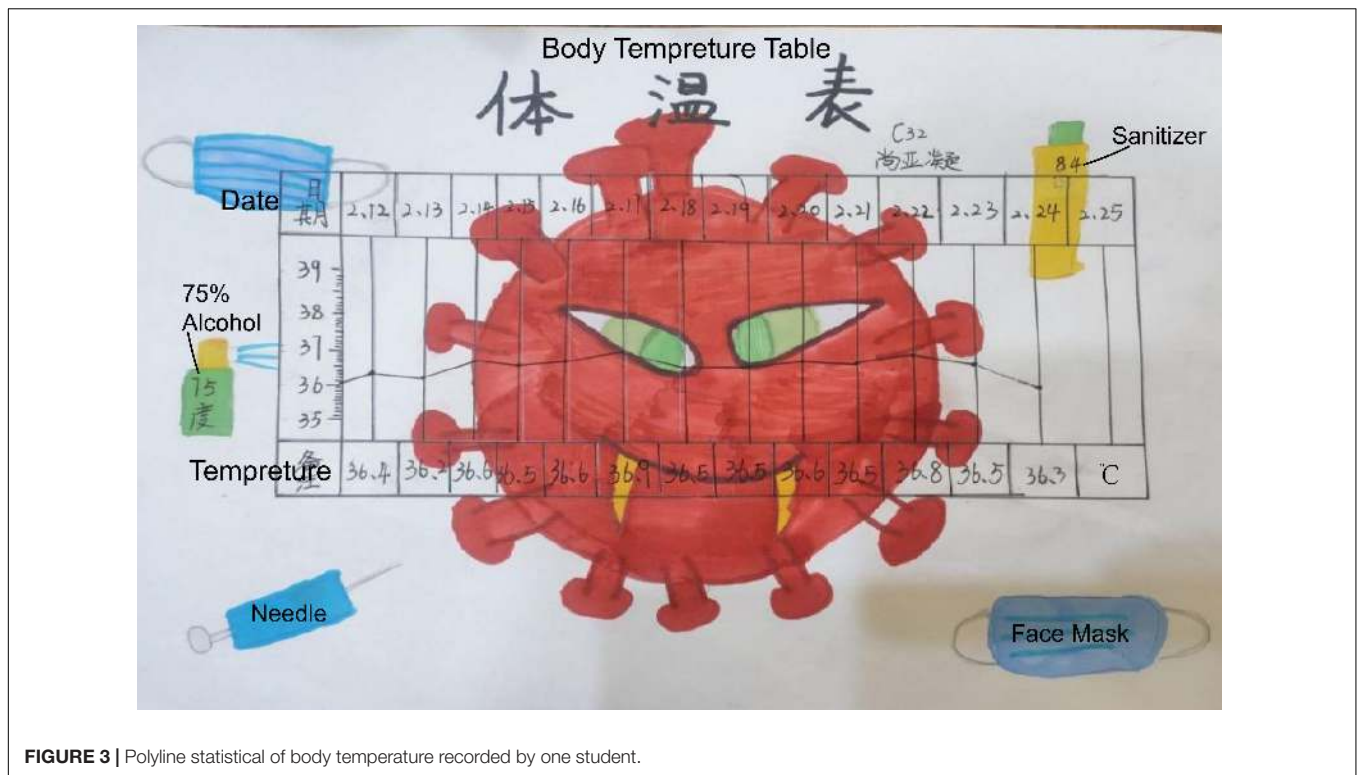 Body Tempreture Table
体 温 表
C32
尚亚凝
Sanitizer
84
Date 日期 2.12 2.13 2.14 2.15 2.16 2.17 2.18 2.19 2.20 2.21 2.22 2.23 2.24 2.25
39
38
37
36
35
75%
Alcohol
75
度
Tempreture 36.4 36.2 36.6 36.5 36.6 36.9 36.5 36.5 36.6 36.5 36.8 36.5 36.3 ℃
Needle
Face Mask
FIGURE 3 | Polyline statistical of body temperature recorded by one student.